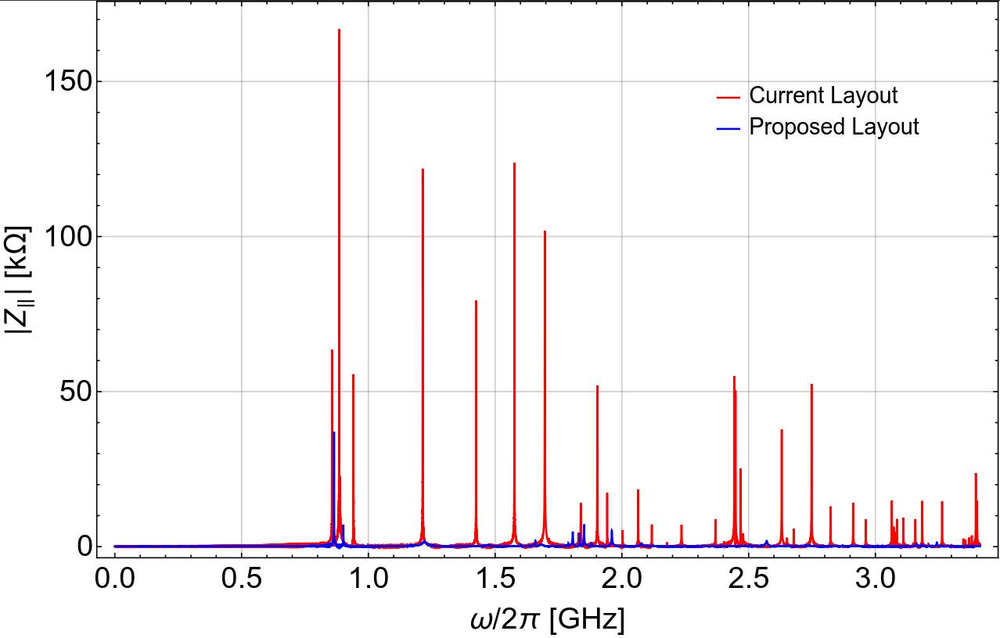 150
100
50
0
|Z∥| [kΩ]
Current Layout
Proposed Layout
0.0 0.5 1.0 1.5 2.0 2.5 3.0
ω/2π [GHz]